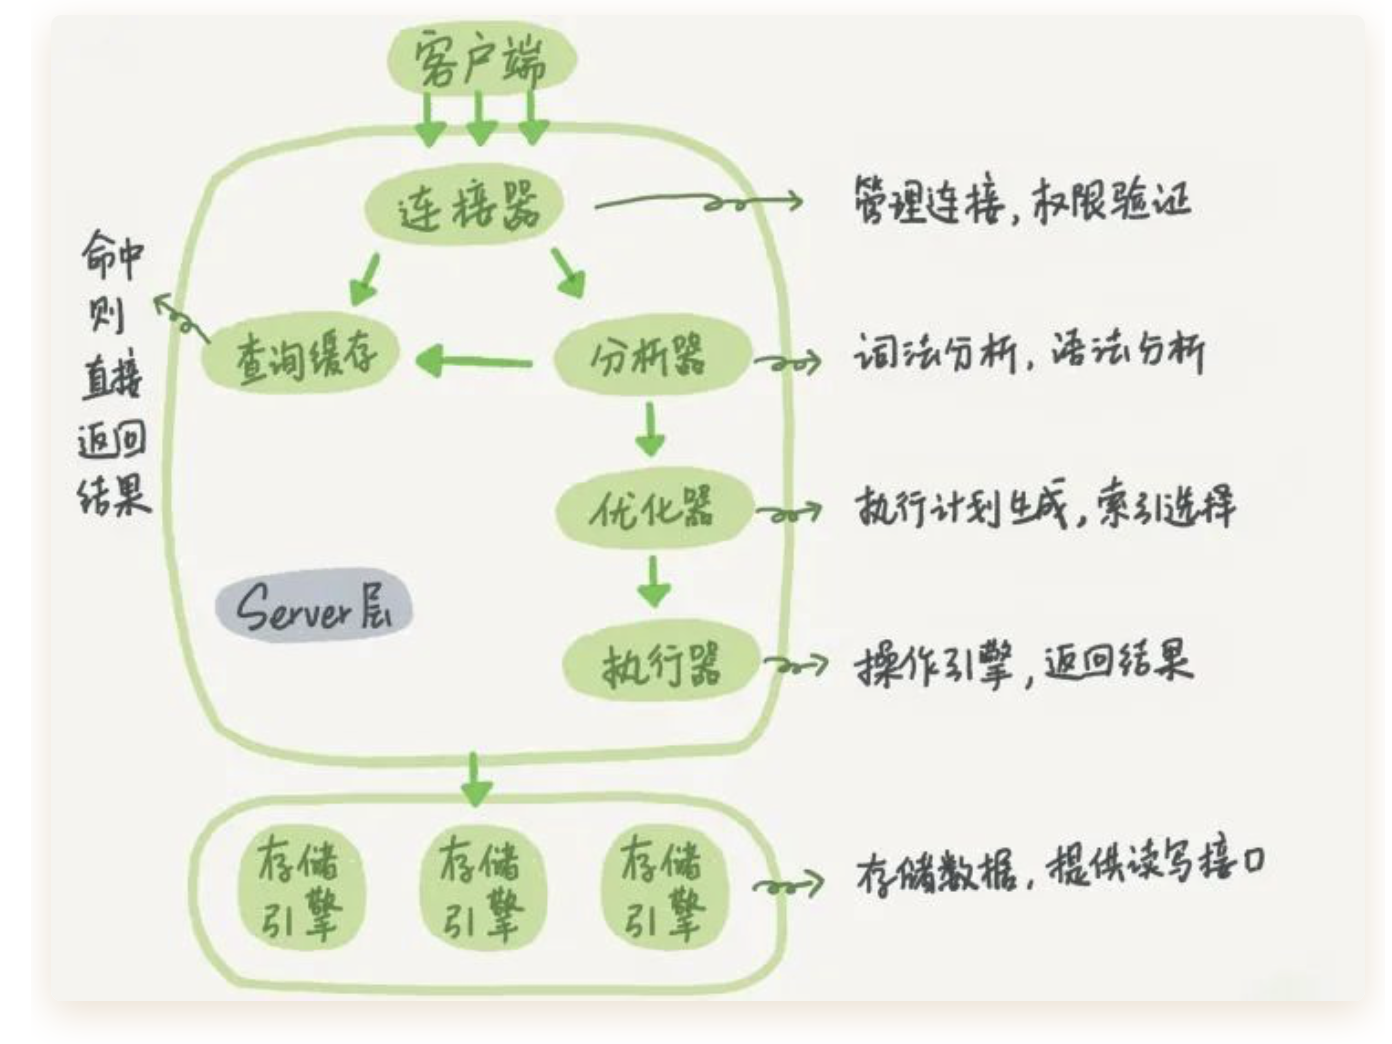 客户端
连接器
管理连接，权限验证
命中
则
直接
返回
结果
查询缓存
分析器
词法分析，语法分析
优化器
执行计划生成，索引选择
Server层
执行器
操作引擎，返回结果
存储
引擎
存储
引擎
存储
引擎
存储数据，提供读写接口